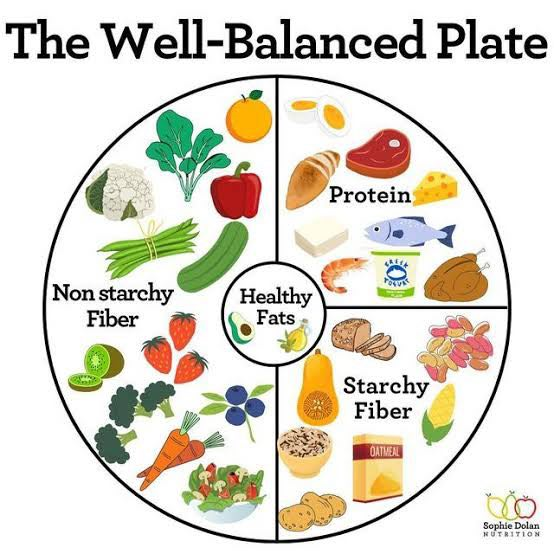 The Well-Balanced Plate
Protein
GREEK
YOGURT
Non starchy
Fiber
Healthy
Fats
Starchy
Fiber
OATMEAL
Sophie Dolan
NUTRITION